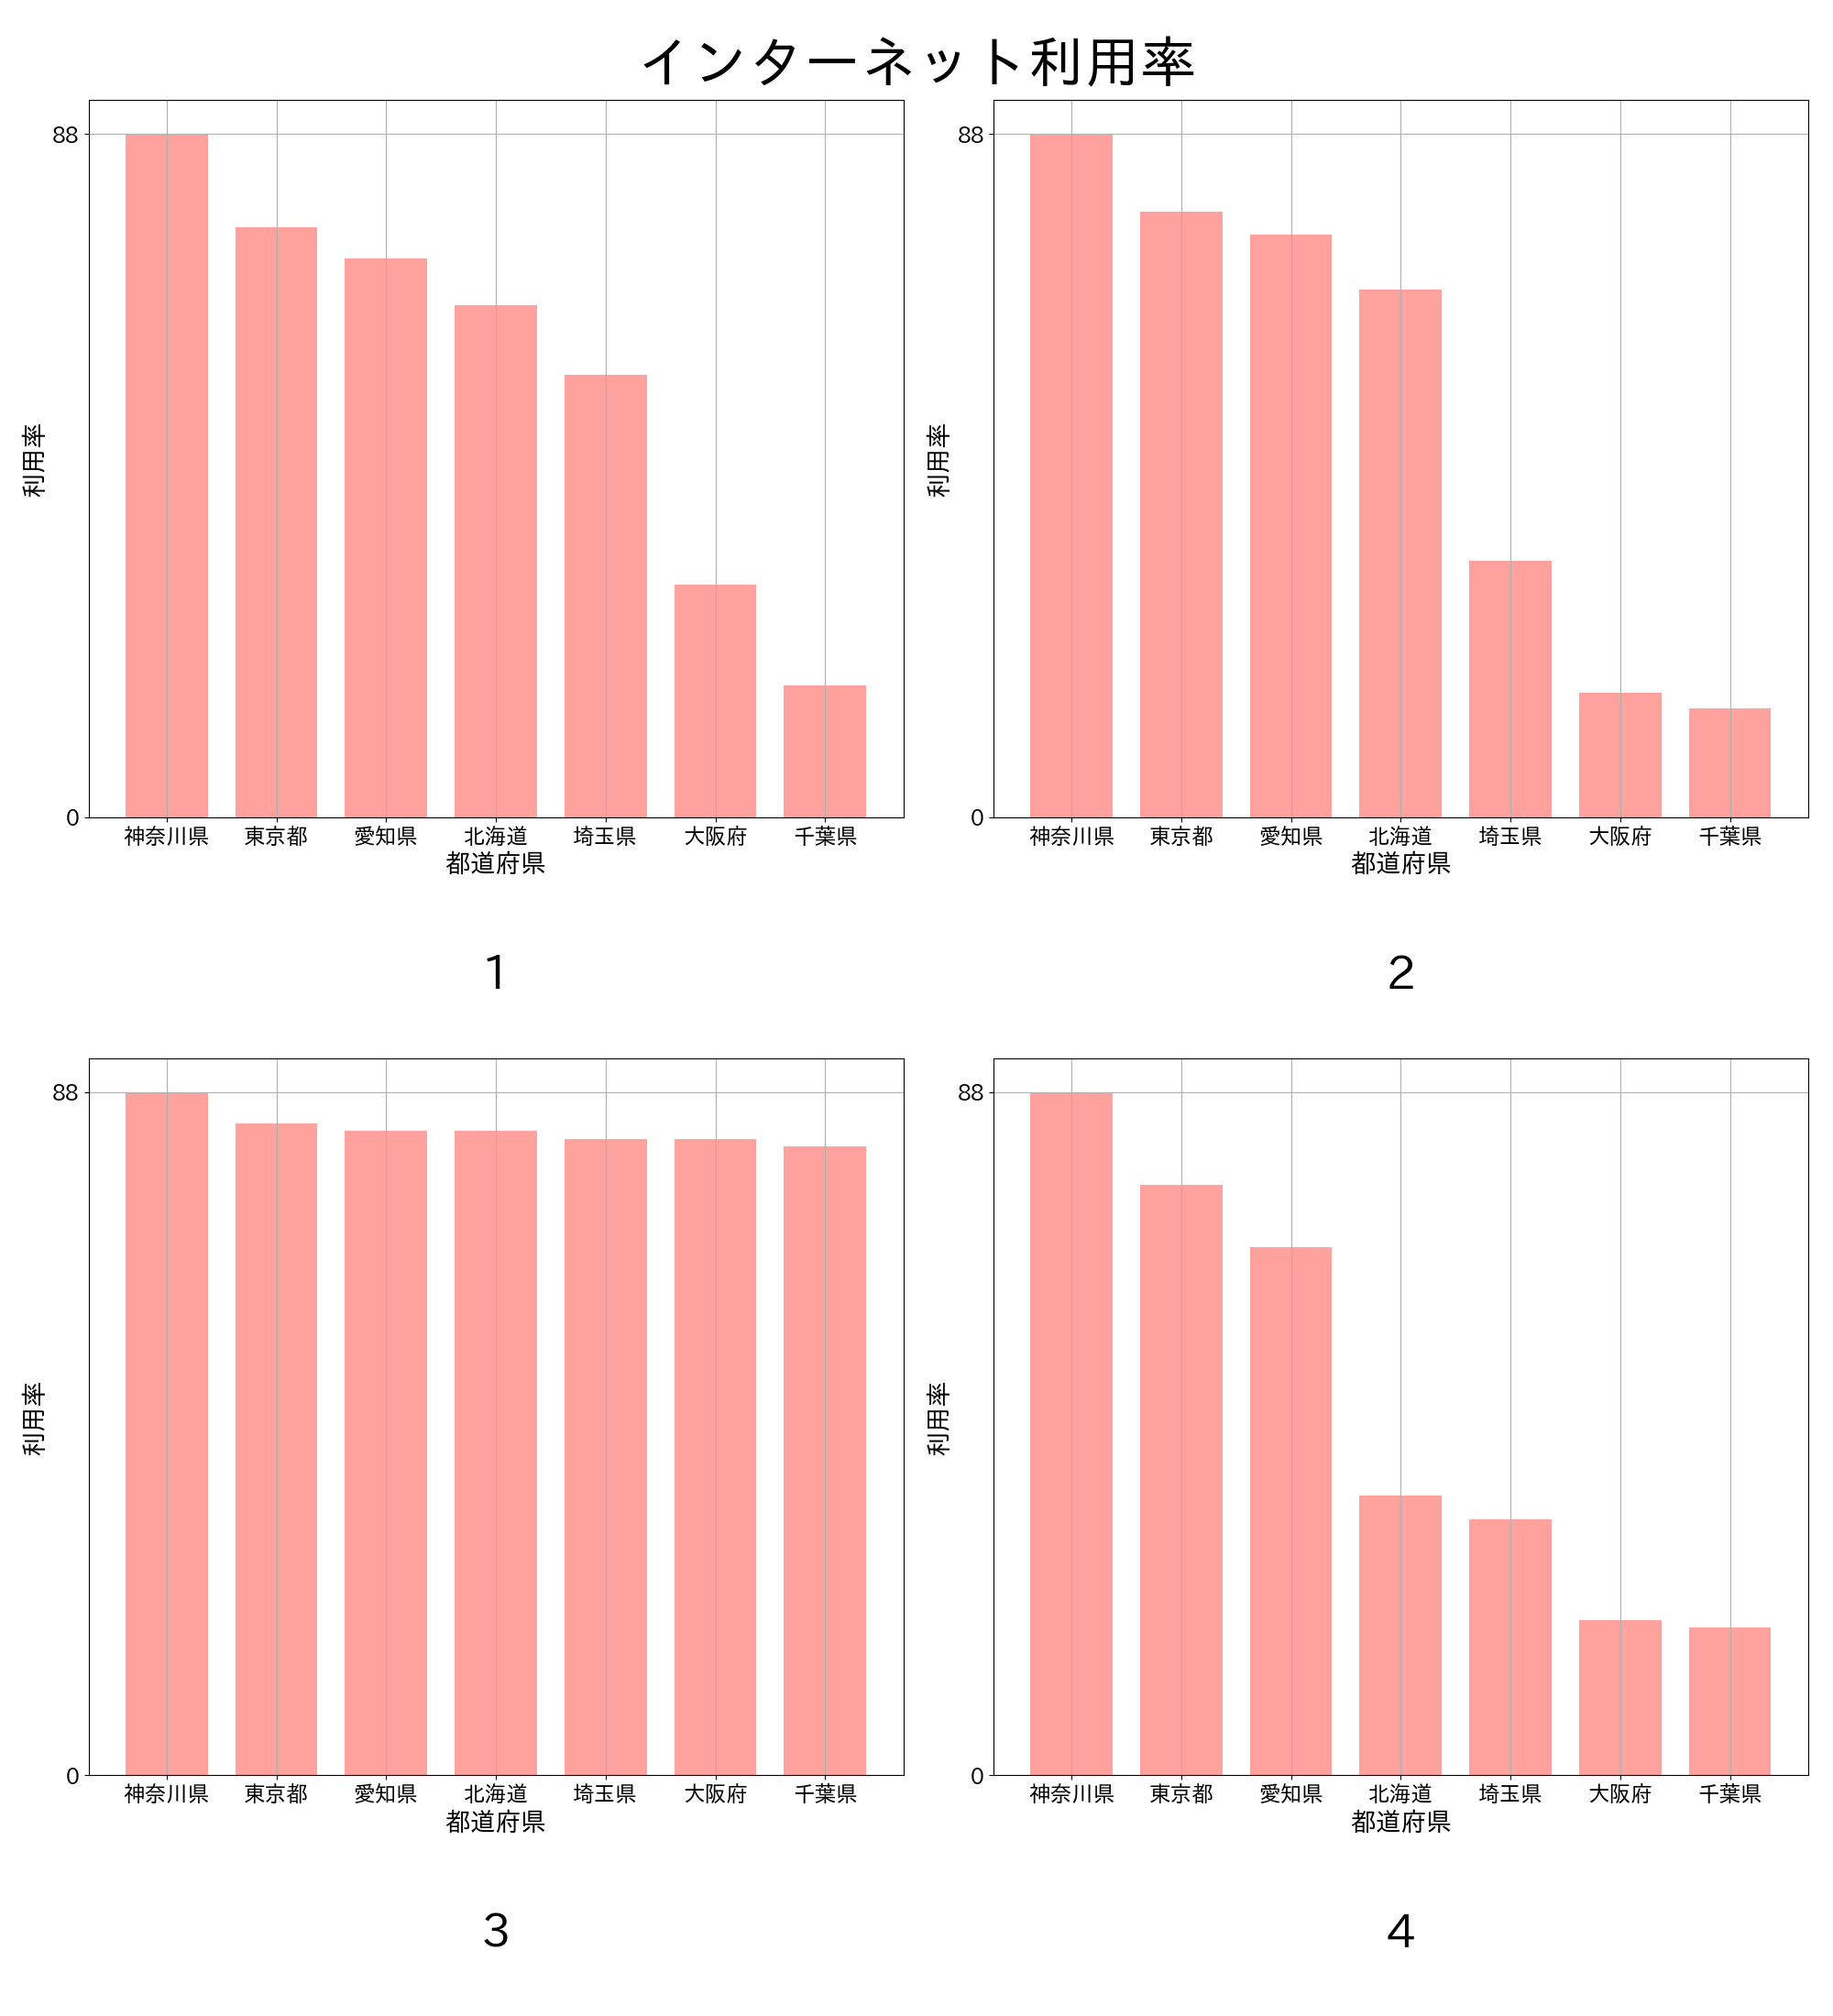 インターネット利用率
88
0
利用率
神奈川県 東京都 愛知県 北海道 埼玉県 大阪府 千葉県
都道府県
1
88
0
利用率
神奈川県 東京都 愛知県 北海道 埼玉県 大阪府 千葉県
都道府県
2
88
0
利用率
神奈川県 東京都 愛知県 北海道 埼玉県 大阪府 千葉県
都道府県
3
88
0
利用率
神奈川県 東京都 愛知県 北海道 埼玉県 大阪府 千葉県
都道府県
4